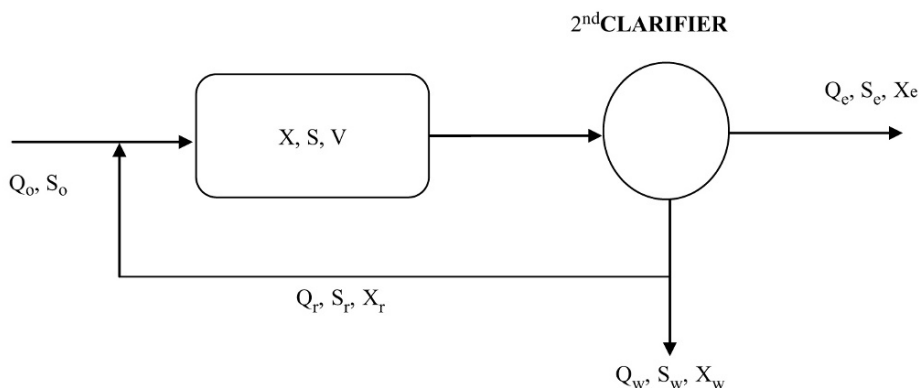 2ndCLARIFIER
Qe, Se, Xe
X, S, V
Qo, So
Qr, Sr, Xr
Qw, Sw, Xw